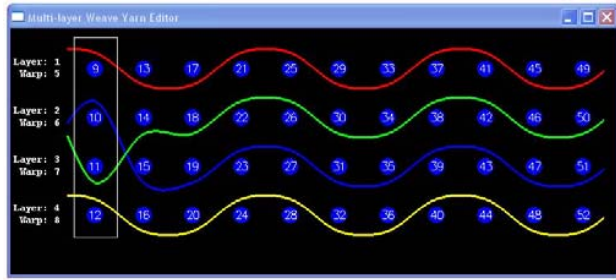 Multi-layer Weave Yarn Editor
Layer: 1
Warp: 5
9 13 17 21 25 29 33 37 41 45 49
Layer: 2
Warp: 6
10 14 18 22 26 30 34 38 42 46 50
Layer: 3
Warp: 7
11 15 19 23 27 31 35 39 43 47 51
Layer: 4
Warp: 8
12 16 20 24 28 32 36 40 44 48 52